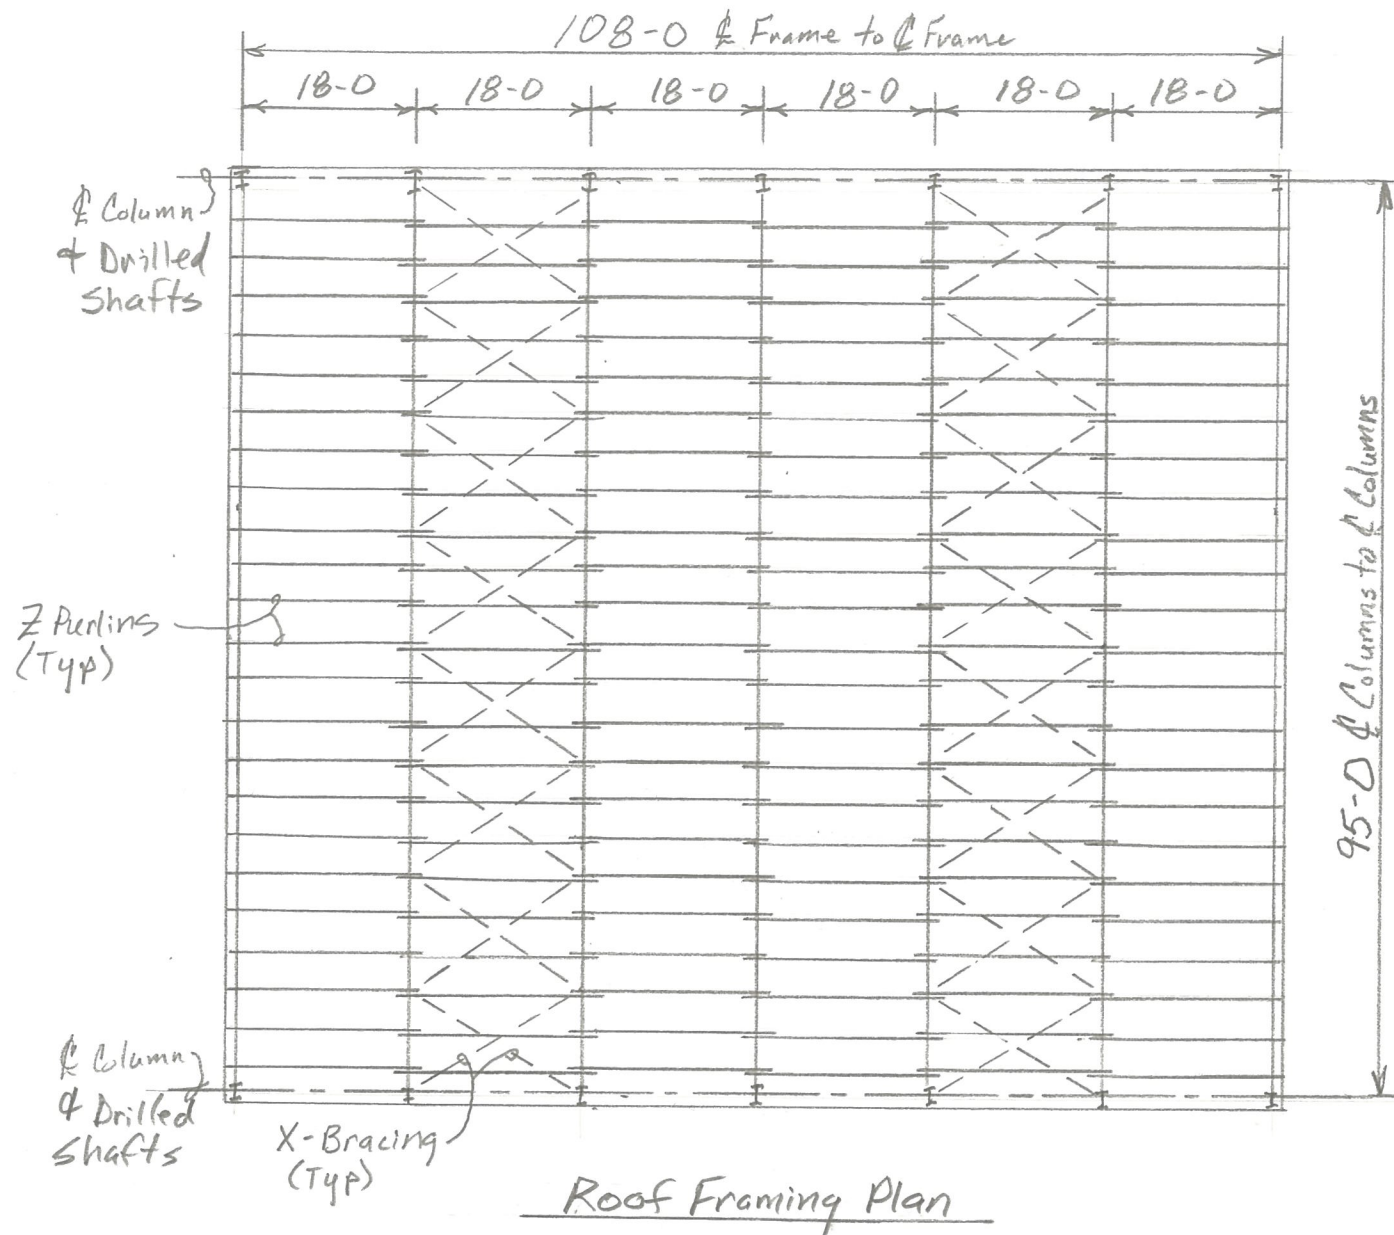 108-0 ℄ Frame to ℄ Frame
18-0 18-0 18-0 18-0 18-0 18-0
℄ Column
& Drilled
Shafts
95-0 ℄ Columns to ℄ Columns
Z Purlins
(Typ)
℄ Column
& Drilled
Shafts
X-Bracing
(Typ)
Roof Framing Plan